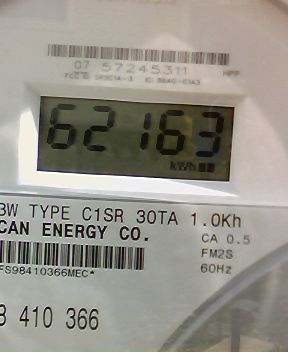 07 57245311
62163
kWh
3W TYPE C1SR 30TA 1.0Kh
CAN ENERGY CO.
CA 0.5
FM2S
60Hz
FS98410366MEC*
8 410 366